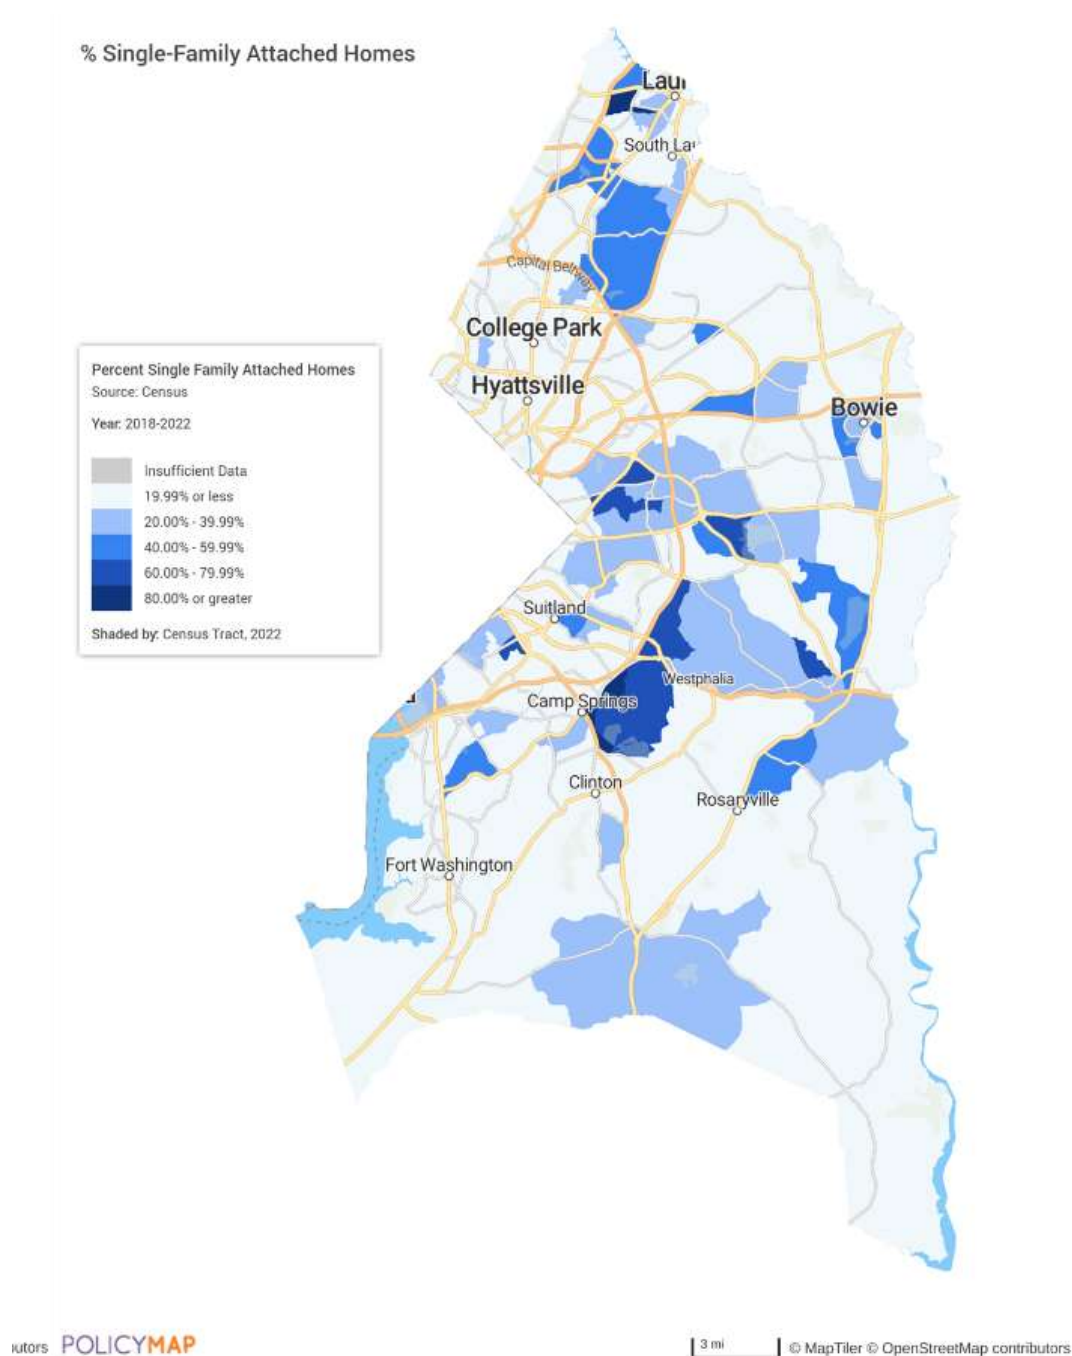 % Single-Family Attached Homes
Laur
South La
Capital Beltway
College Park
Hyattsville
Percent Single Family Attached Homes
Source: Census
Year: 2018-2022
Insufficient Data
19.99% or less
20.00% - 39.99%
40.00% - 59.99%
60.00% - 79.99%
80.00% or greater
Shaded by: Census Tract, 2022
Bowie
Suitland
Westphalia
Camp Springs
Clinton
Rosaryville
Fort Washington
utors POLICYMAP
3 mi
© MapTiler © OpenStreetMap contributors